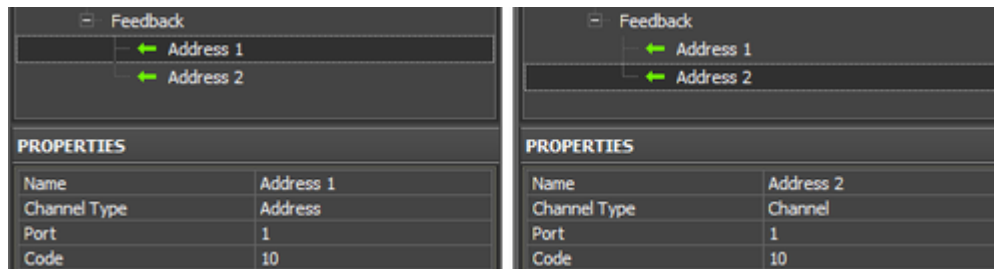 Feedback
Address 1
Address 2
PROPERTIES
Name Address 1
Channel Type Address
Port 1
Code 10
Feedback
Address 1
Address 2
PROPERTIES
Name Address 2
Channel Type Channel
Port 1
Code 10